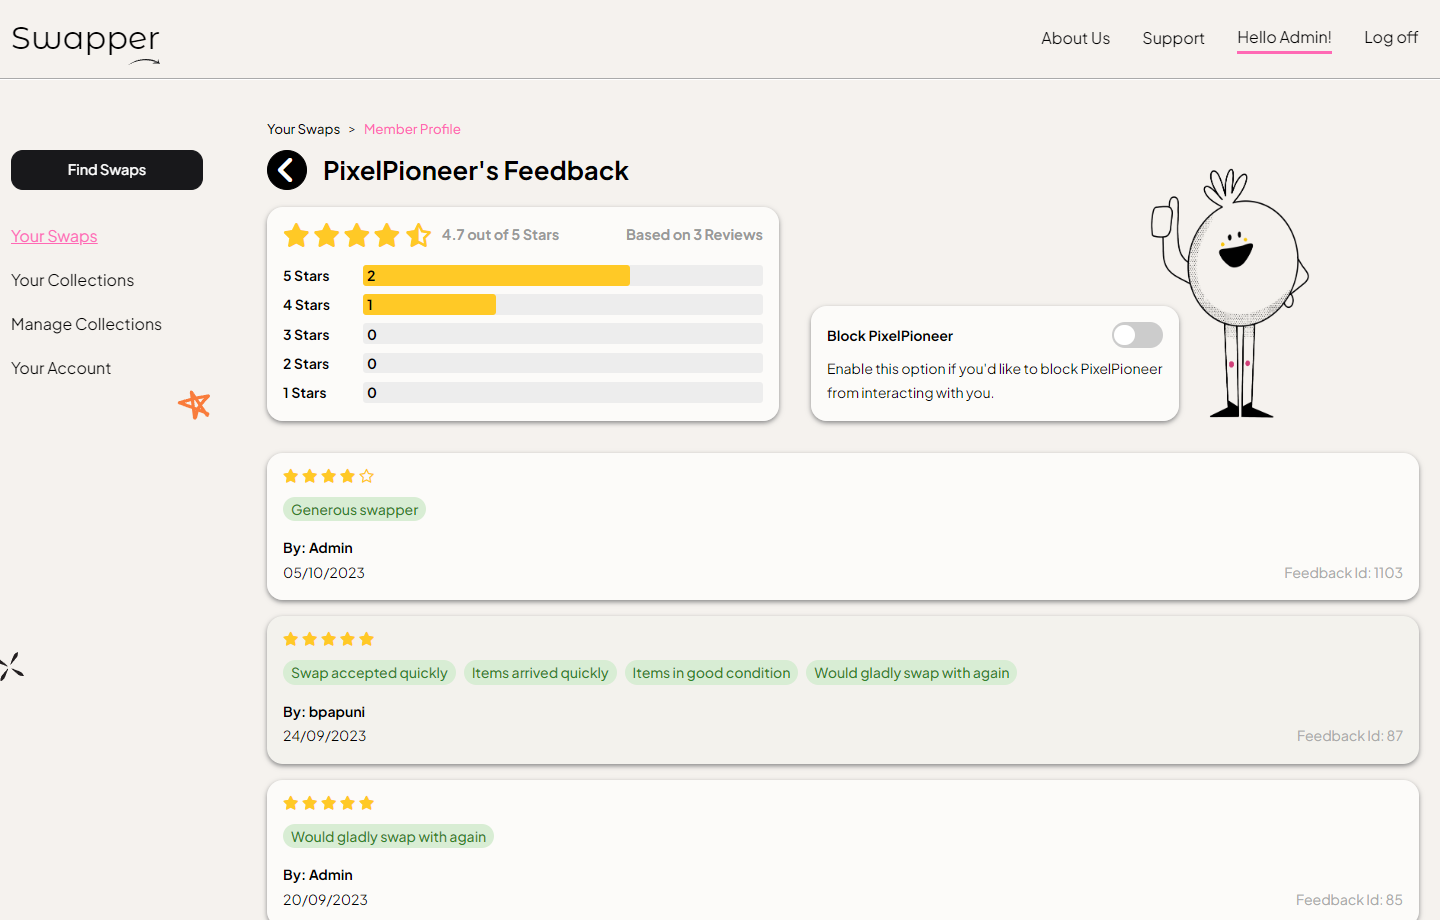 Swapper
About Us
Support
Hello Admin!
Log off
Your Swaps > Member Profile
Find Swaps
PixelPioneer's Feedback
Your Swaps
Your Collections
Manage Collections
Your Account
4.7 out of 5 Stars
Based on 3 Reviews
5 Stars 2
4 Stars 1
3 Stars 0
2 Stars 0
1 Stars 0
Block PixelPioneer
Enable this option if you'd like to block PixelPioneer
from interacting with you.
Generous swapper
By: Admin
05/10/2023
Feedback Id: 1103
Swap accepted quickly
Items arrived quickly
Items in good condition
Would gladly swap with again
By: bpapuni
24/09/2023
Feedback Id: 87
Would gladly swap with again
By: Admin
20/09/2023
Feedback Id: 85